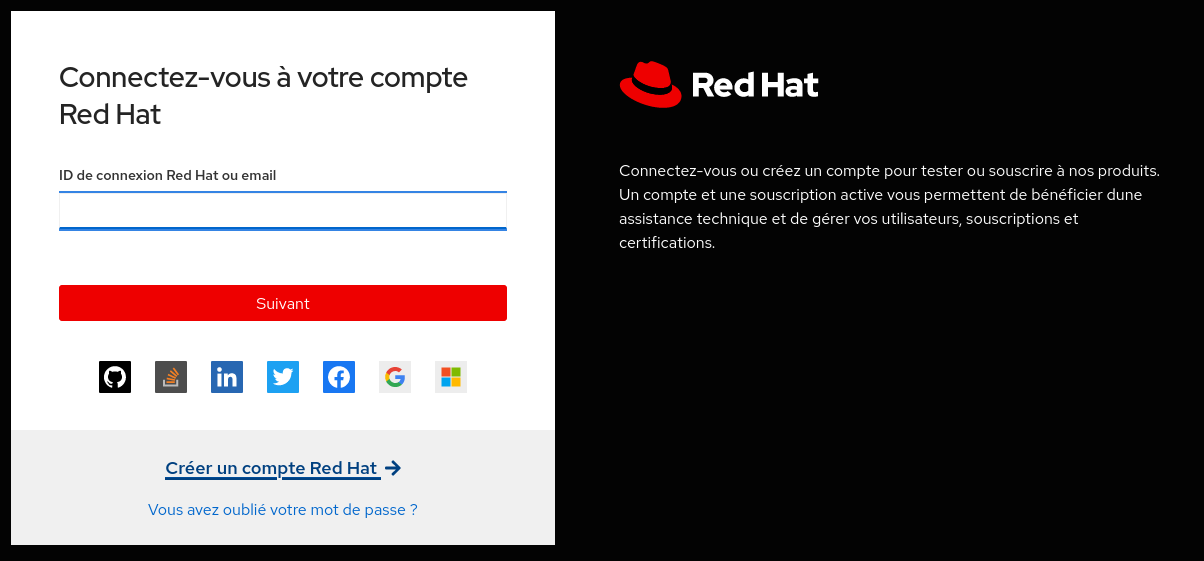 Connectez-vous à votre compte
Red Hat
ID de connexion Red Hat ou email
Suivant
Créer un compte Red Hat
Vous avez oublié votre mot de passe ?
Red Hat
Connectez-vous ou créez un compte pour tester ou souscrire à nos produits.
Un compte et une souscription active vous permettent de bénéficier dune
assistance technique et de gérer vos utilisateurs, souscriptions et
certifications.